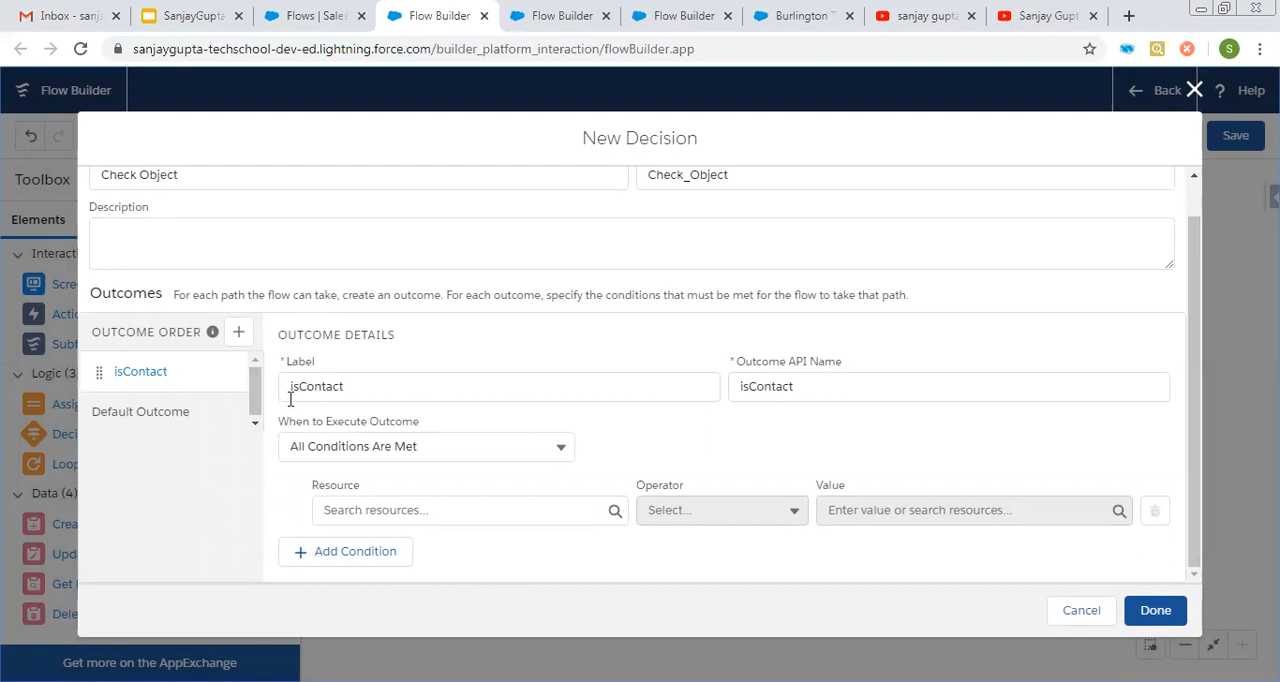 Inbox - sanj
SanjayGupta
Flows | Sales
Flow Builder
Flow Builder
Flow Builder
Burlington T
sanjay gupta
Sanjay Gupt
sanjaygupta-techschool-dev-ed.lightning.force.com/builder_platform_interaction/flowBuilder.app
S
Flow Builder
Back
? Help
New Decision
Save
Toolbox
Check Object
Check_Object
Description
Elements
Interac
Scre
Acti
Subf
Logic (3
Assig
Deci
Loop
Data (4)
Crea
Upda
Get
Dele
Outcomes For each path the flow can take, create an outcome. For each outcome, specify the conditions that must be met for the flow to take that path.
OUTCOME ORDER
isContact
Default Outcome
OUTCOME DETAILS
* Label
* Outcome API Name
isContact
isContact
When to Execute Outcome
All Conditions Are Met
Resource
Operator
Value
Search resources...
Select...
Enter value or search resources...
Add Condition
Cancel
Done
Get more on the AppExchange